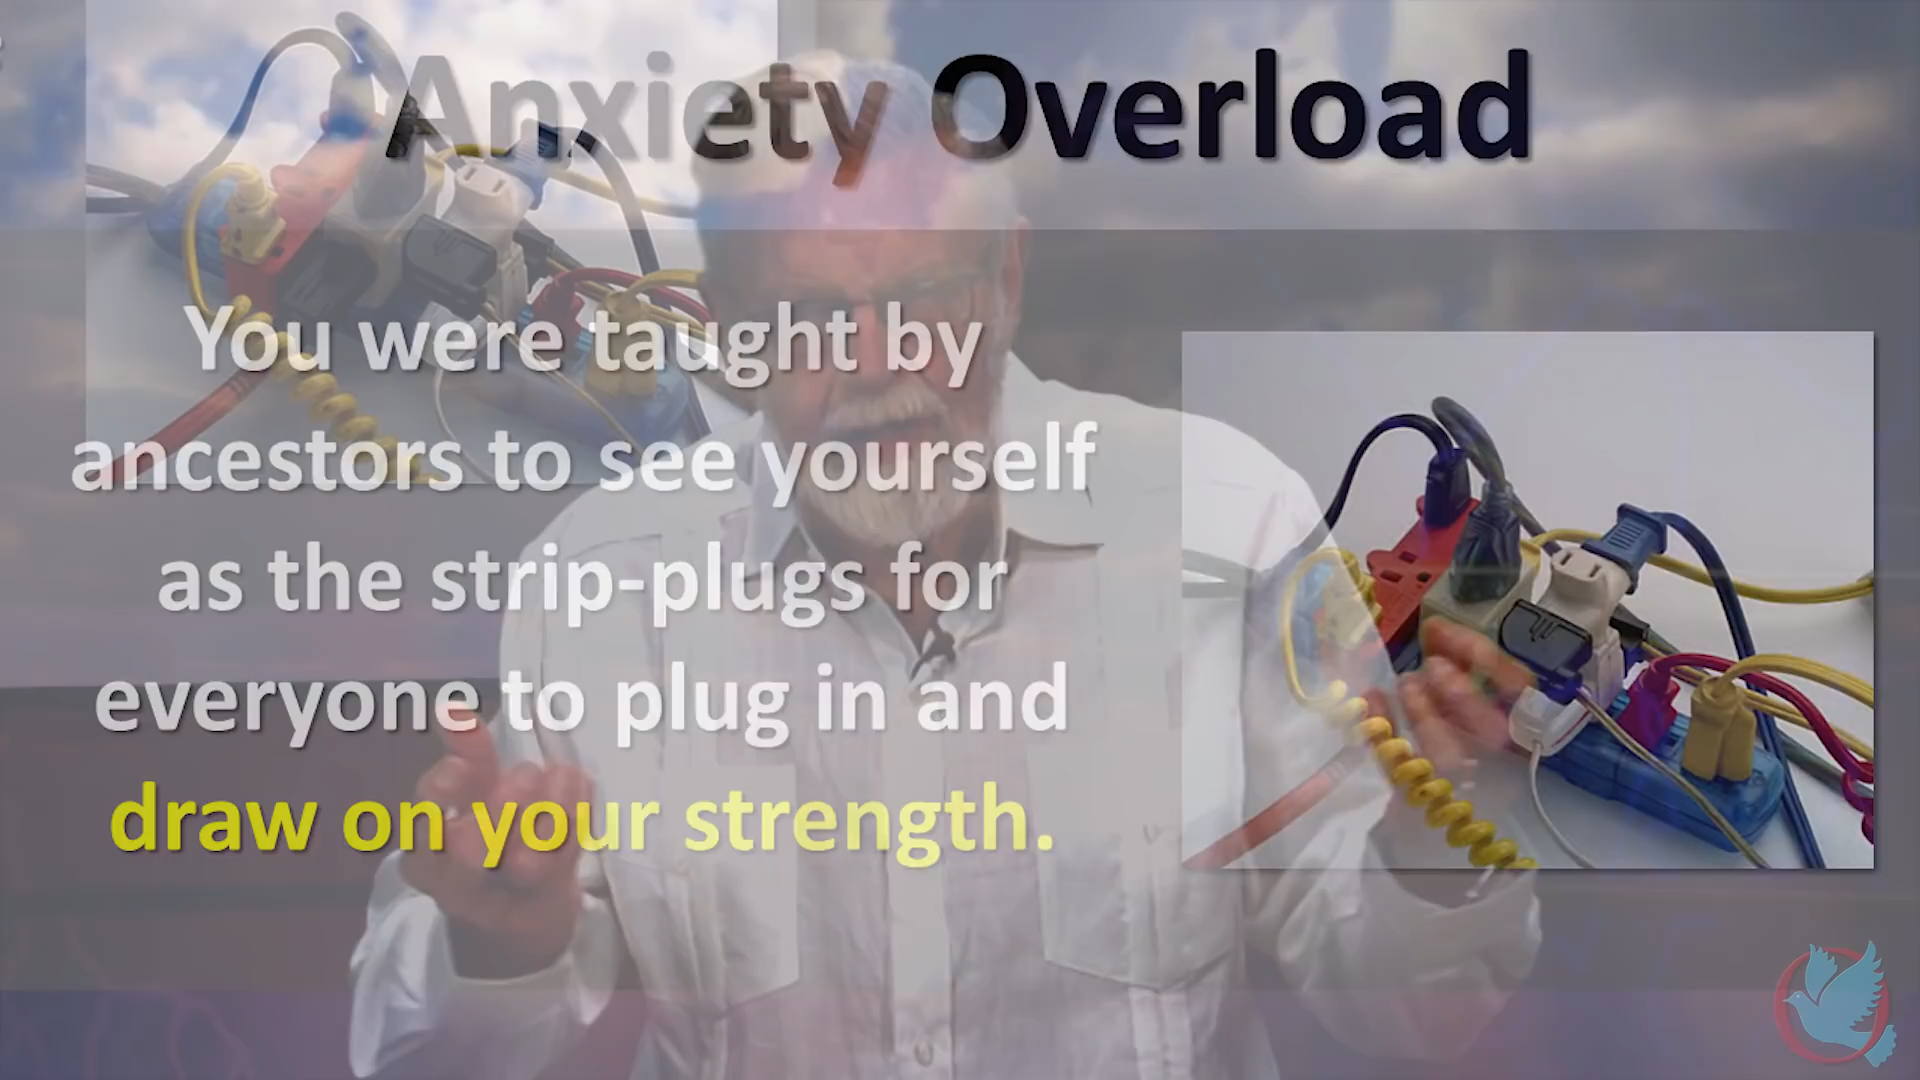 Anxiety Overload
You were taught by
ancestors to see yourself
as the strip-plugs for
everyone to plug in and
draw on your strength.